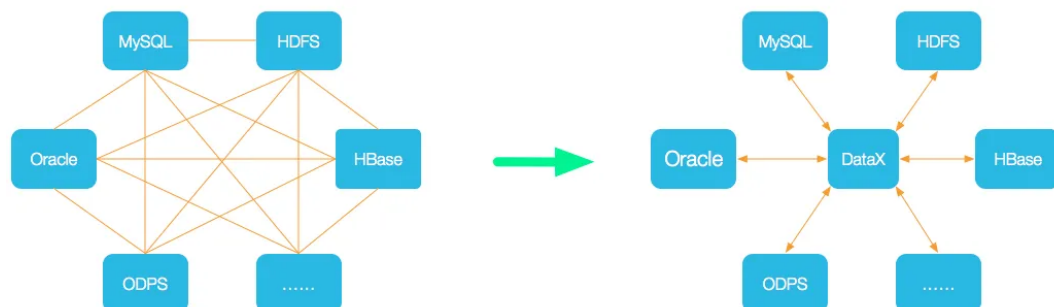 MySQL
HDFS
Oracle
HBase
ODPS
......
MySQL
HDFS
Oracle
DataX
HBase
ODPS
......